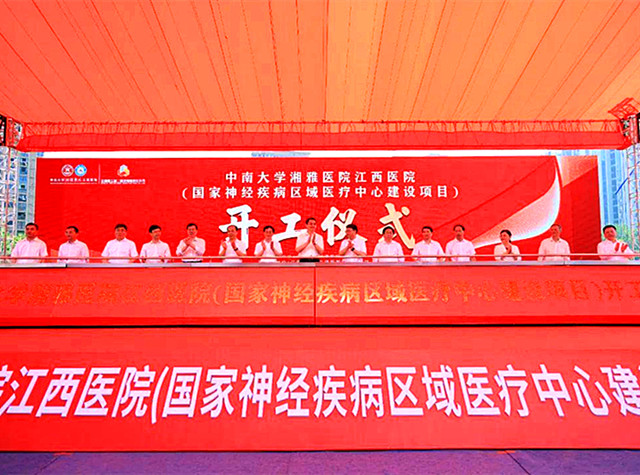 中南大学湘雅医院江西医院
(国家神经疾病区域医疗中心建设项目)
开工仪式
西医院(国家神经疾病区域医疗中心建设项目)开
江西医院(国家神经疾病区域医疗中心建